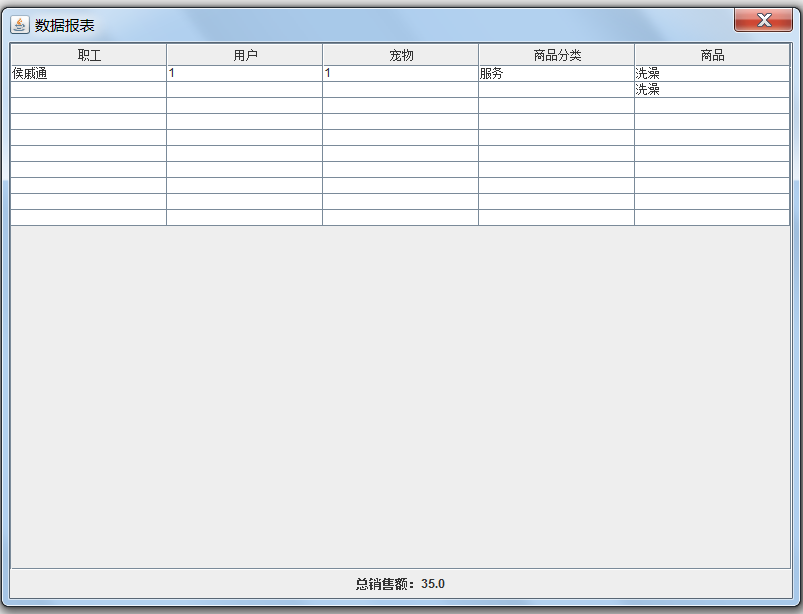 数据报表
职工 用户 宠物 商品分类 商品
侯戚通 1 1 服务 洗澡
洗澡
总销售额：35.0